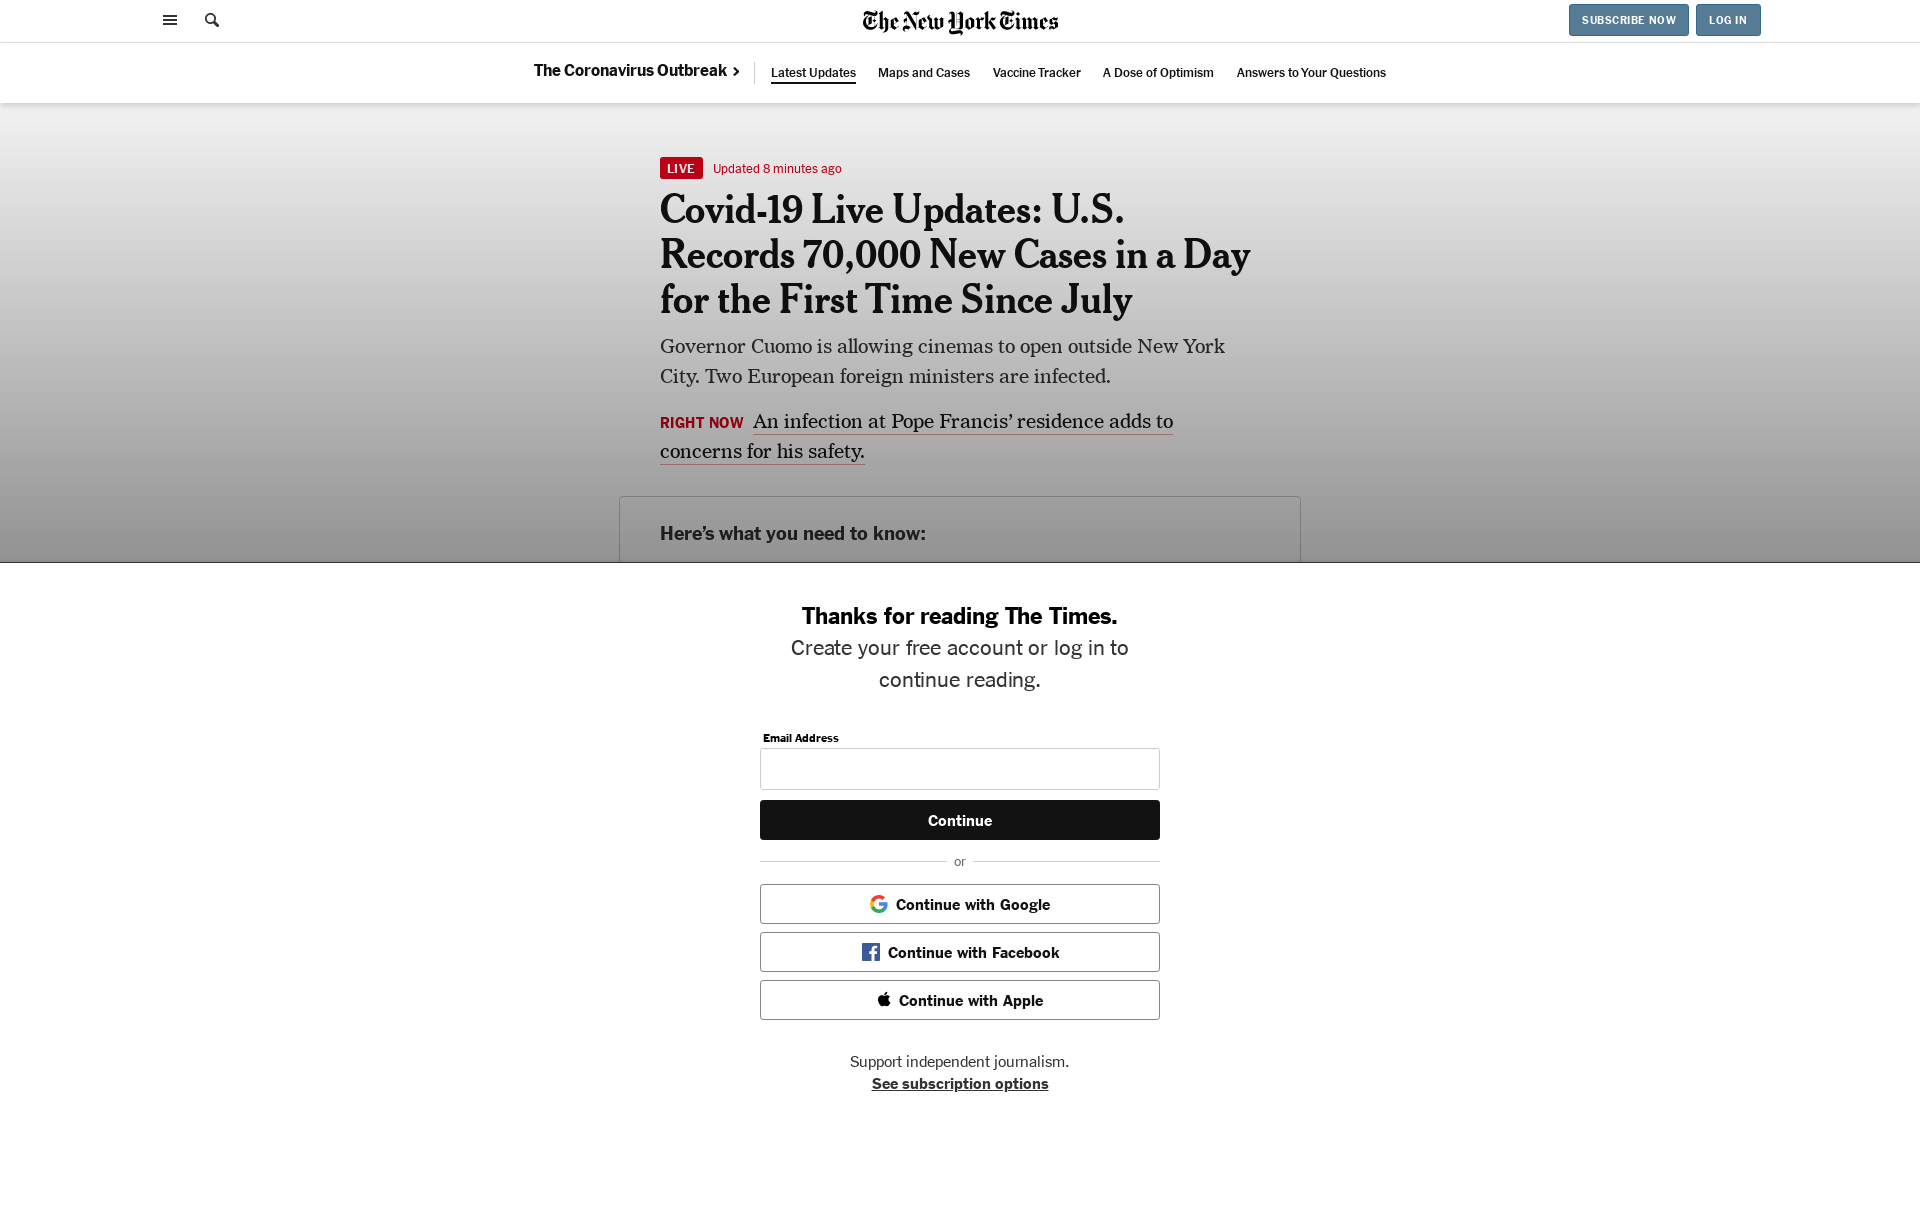 The New York Times
SUBSCRIBE NOW
LOG IN
The Coronavirus Outbreak
Latest Updates
Maps and Cases
Vaccine Tracker
A Dose of Optimism
Answers to Your Questions
LIVE
Updated 8 minutes ago
Covid-19 Live Updates: U.S.
Records 70,000 New Cases in a Day
for the First Time Since July
Governor Cuomo is allowing cinemas to open outside New York
City. Two European foreign ministers are infected.
RIGHT NOW An infection at Pope Francis’ residence adds to
concerns for his safety.
Here’s what you need to know:
Thanks for reading The Times.
Create your free account or log in to
continue reading.
Email Address
Continue
or
Continue with Google
Continue with Facebook
Continue with Apple
Support independent journalism.
See subscription options